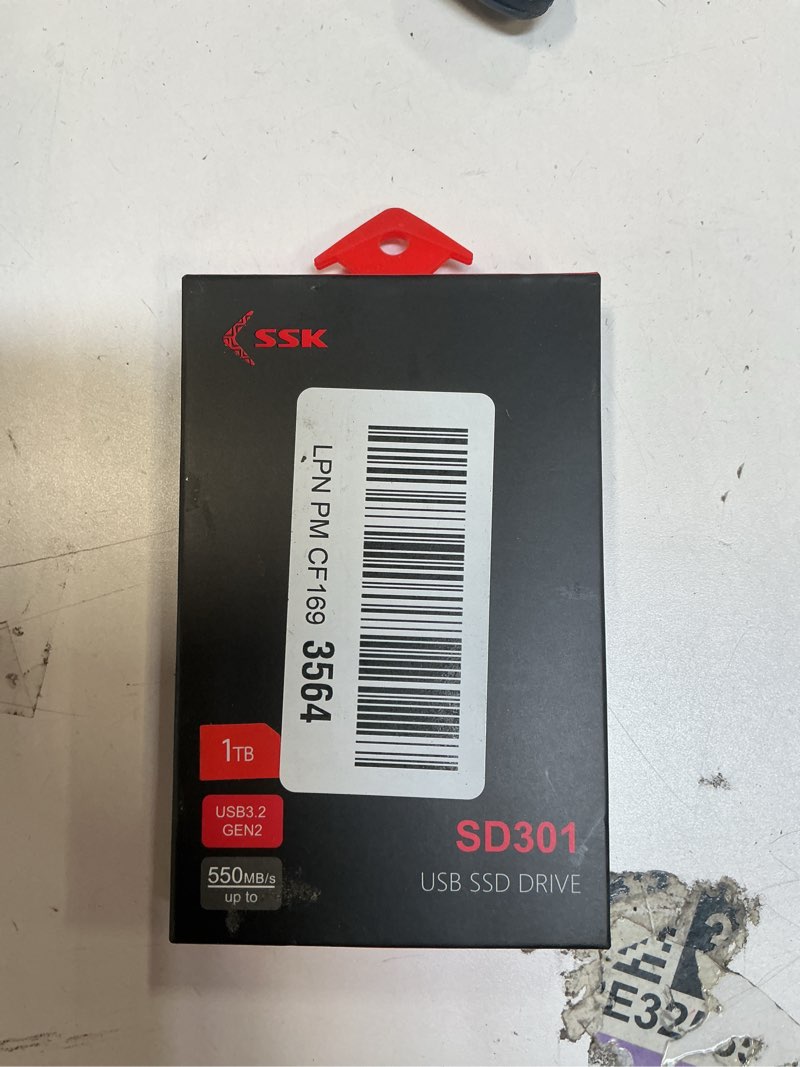 SSK
LPN PM CF169 3564
1TB
USB3.2
GEN2
550MB/s
up to
SD301
USB SSD DRIVE